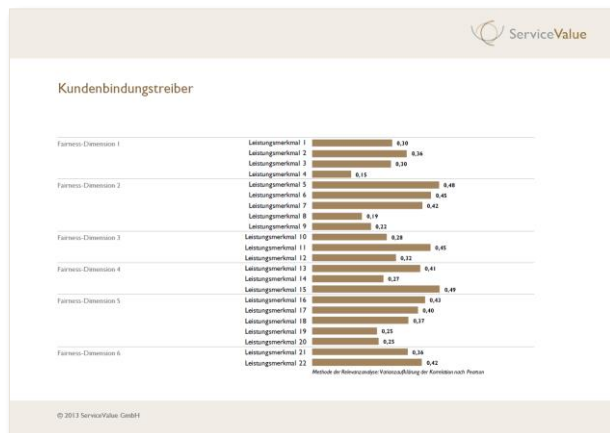 ServiceValue
Kundenbindungstreiber
Fairness-Dimension 1
Leistungsmerkmal 1 0,30
Leistungsmerkmal 2 0,36
Leistungsmerkmal 3 0,30
Leistungsmerkmal 4 0,15
Fairness-Dimension 2
Leistungsmerkmal 5 0,48
Leistungsmerkmal 6 0,45
Leistungsmerkmal 7 0,42
Leistungsmerkmal 8 0,19
Leistungsmerkmal 9 0,22
Fairness-Dimension 3
Leistungsmerkmal 10 0,28
Leistungsmerkmal 11 0,45
Leistungsmerkmal 12 0,32
Fairness-Dimension 4
Leistungsmerkmal 13 0,41
Leistungsmerkmal 14 0,27
Leistungsmerkmal 15 0,49
Fairness-Dimension 5
Leistungsmerkmal 16 0,43
Leistungsmerkmal 17 0,40
Leistungsmerkmal 18 0,37
Leistungsmerkmal 19 0,25
Leistungsmerkmal 20 0,25
Fairness-Dimension 6
Leistungsmerkmal 21 0,36
Leistungsmerkmal 22 0,42
Methode der Relevanzanalyse: Varianzaufklärung der Korrelation nach Pearson
© 2013 ServiceValue GmbH